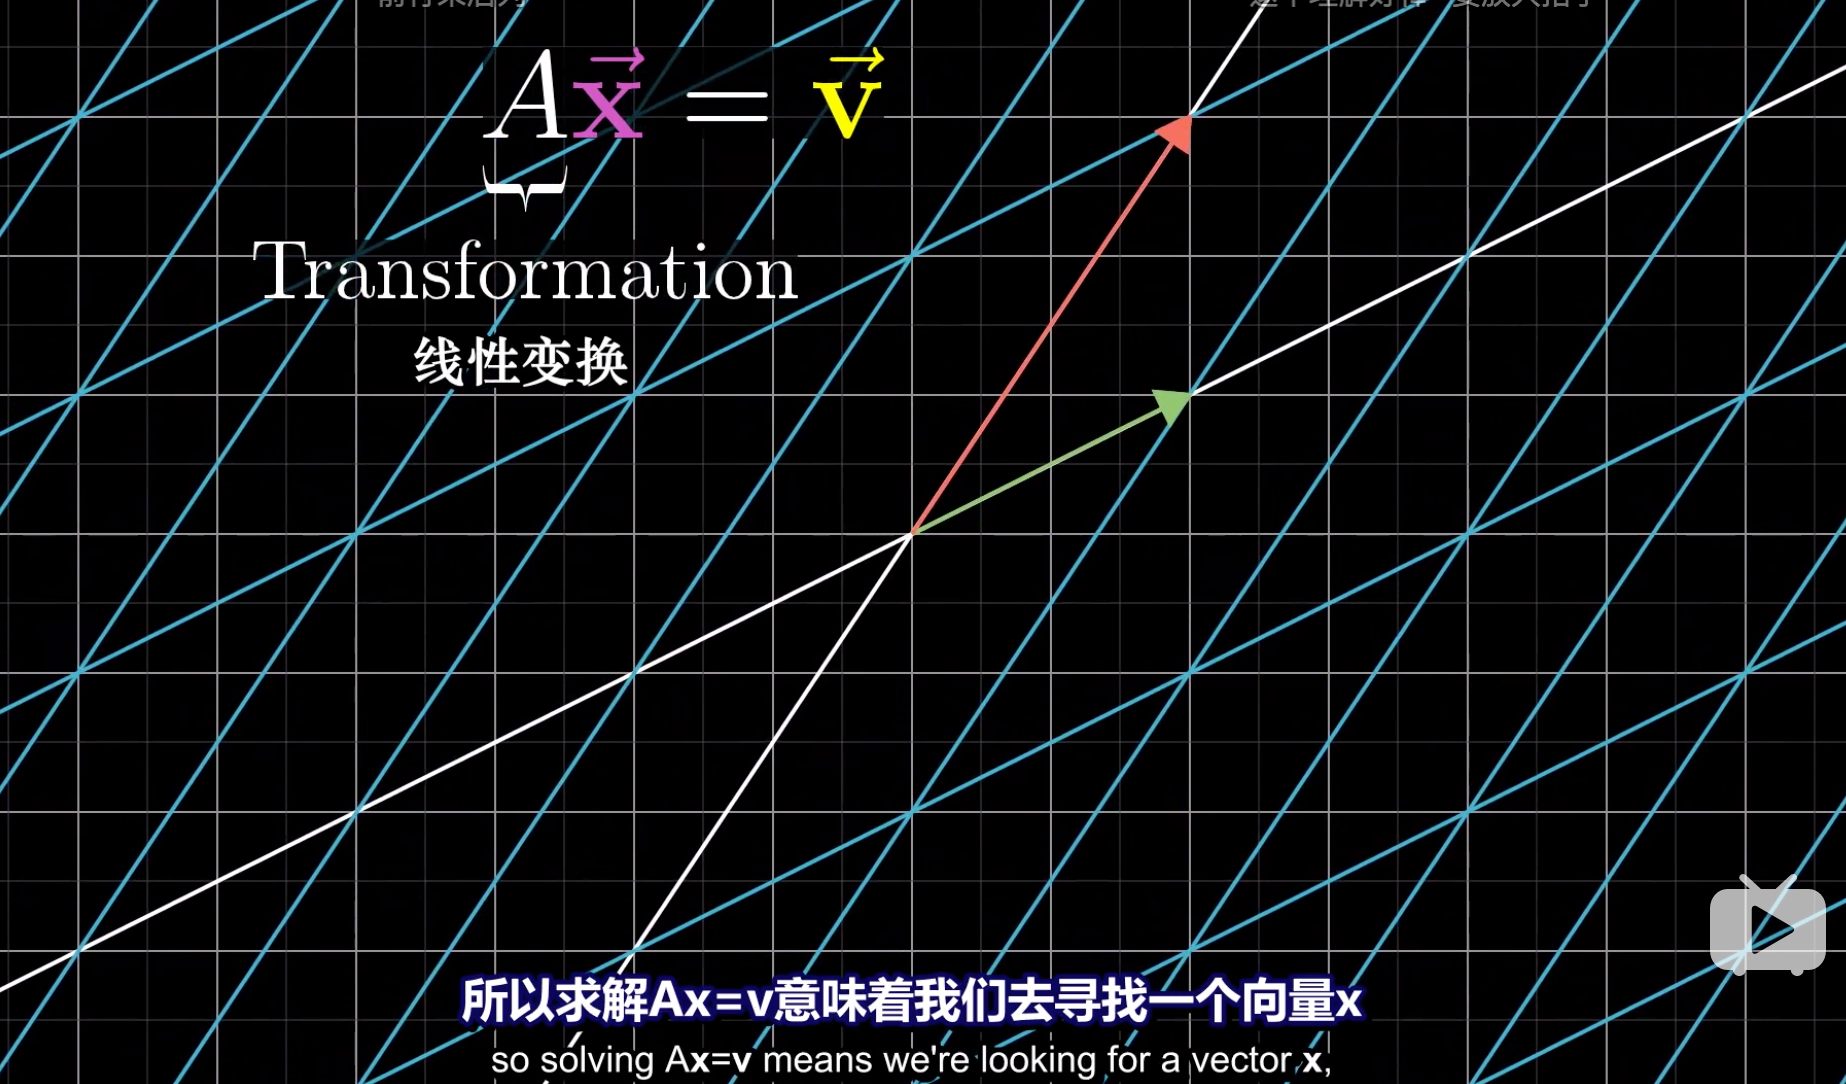 A x⃗ = v⃗
Transformation
线性变换
所以求解Ax=v意味着我们去寻找一个向量x
so solving Ax=v means we're looking for a vector x,